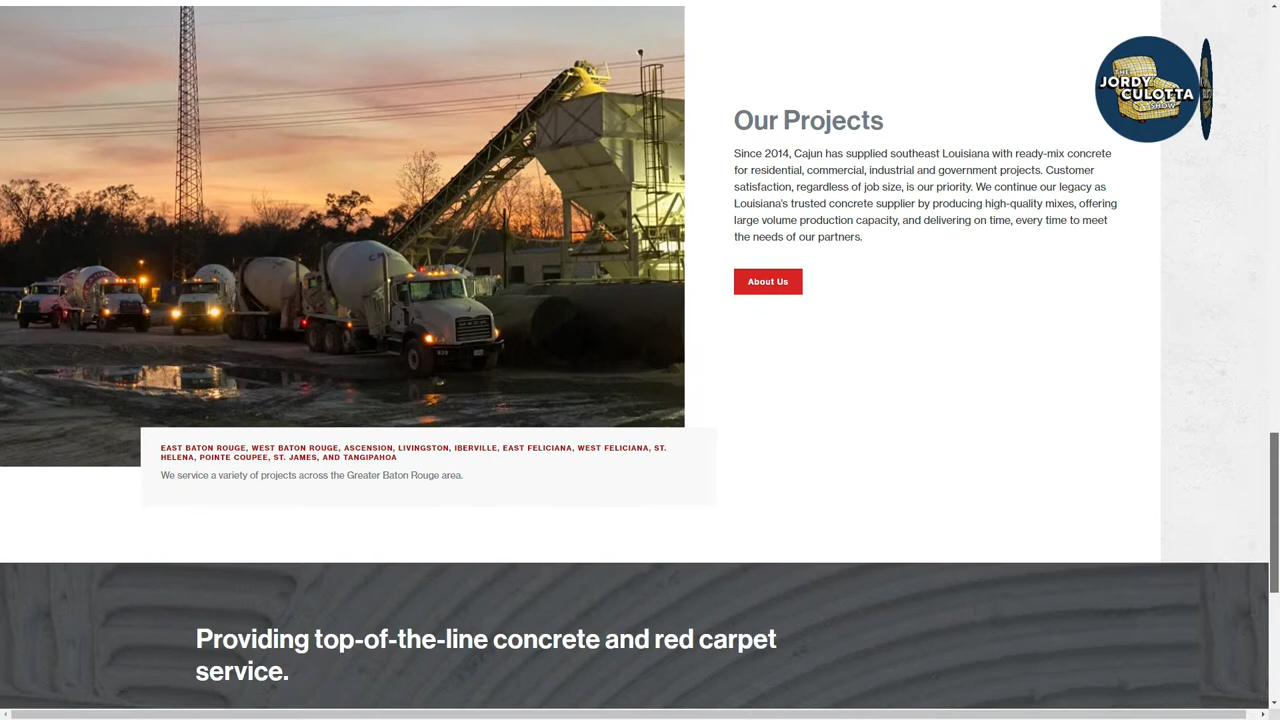 THE
JORDY
CULOTTA
SHOW
Our Projects
Since 2014, Cajun has supplied southeast Louisiana with ready-mix concrete
for residential, commercial, industrial and government projects. Customer
satisfaction, regardless of job size, is our priority. We continue our legacy as
Louisiana's trusted concrete supplier by producing high-quality mixes, offering
large volume production capacity, and delivering on time, every time to meet
the needs of our partners.
About Us
EAST BATON ROUGE, WEST BATON ROUGE, ASCENSION, LIVINGSTON, IBERVILLE, EAST FELICIANA, WEST FELICIANA, ST.
HELENA, POINTE COUPEE, ST. JAMES, AND TANGIPAHOA
We service a variety of projects across the Greater Baton Rouge area.
Providing top-of-the-line concrete and red carpet
service.